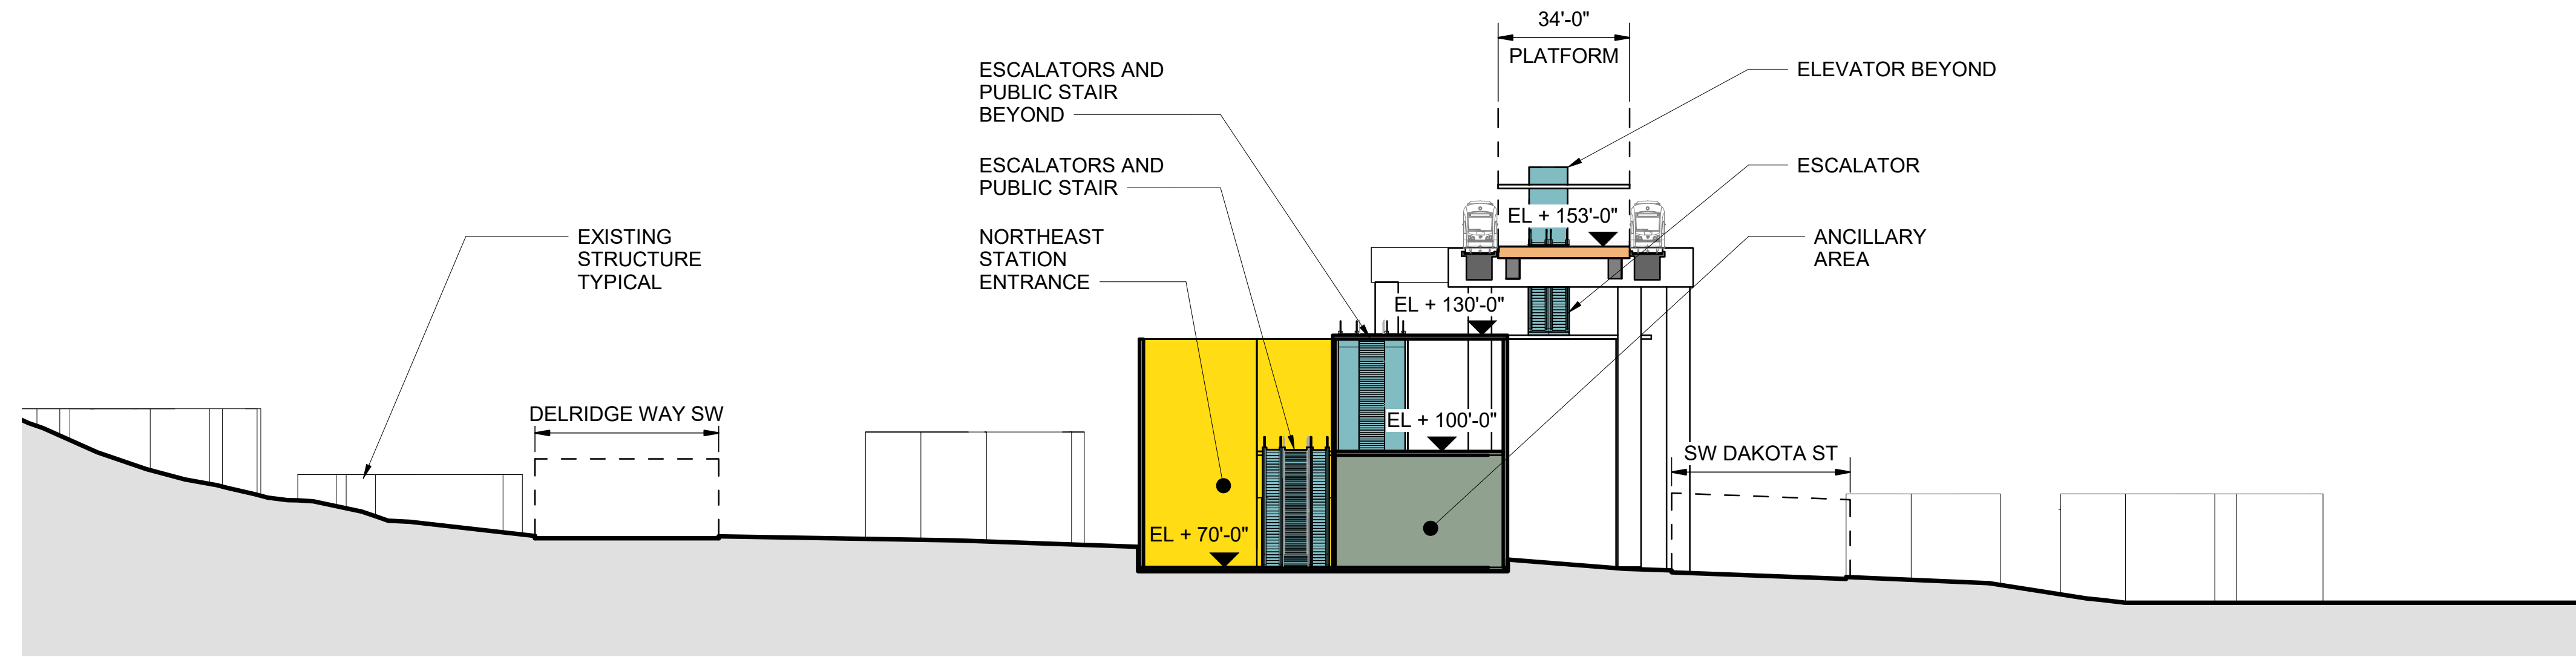 34'-0"
PLATFORM
ESCALATORS AND
PUBLIC STAIR
BEYOND
ELEVATOR BEYOND
ESCALATORS AND
PUBLIC STAIR
ESCALATOR
EL + 153'-0"
EXISTING
STRUCTURE
TYPICAL
NORTHEAST
STATION
ENTRANCE
ANCILLARY
AREA
EL + 130'-0"
DELRIDGE WAY SW
EL + 100'-0"
SW DAKOTA ST
EL + 70'-0"